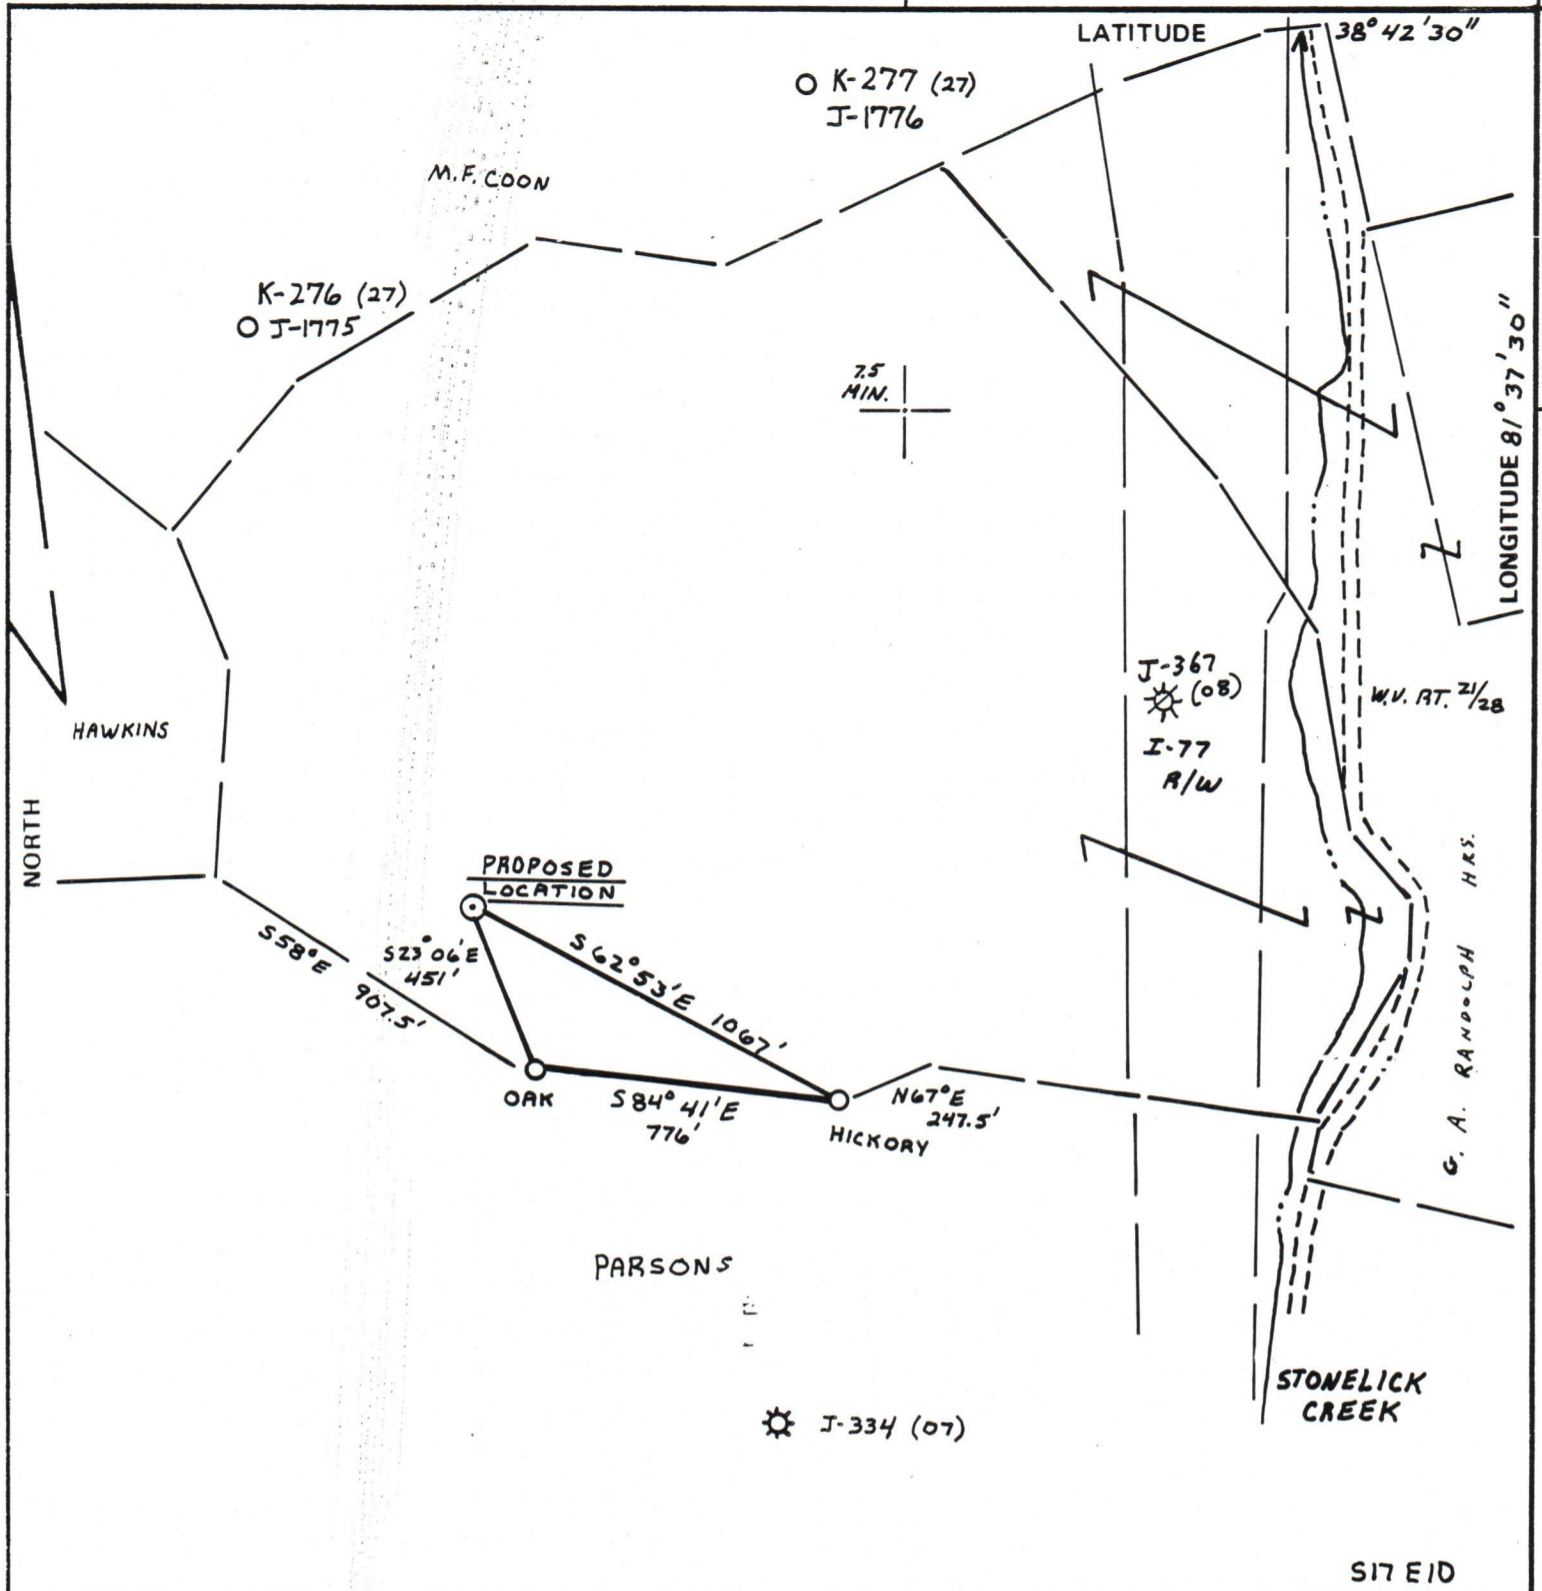 LATITUDE 38° 42' 30"
K-277 (27)
J-1776
M.F. COON
K-276 (27)
J-1775
7.5
MIN.
LONGITUDE 81° 37' 30"
J-367
(08)
I-77
R/W
W.V. RT. 21/28
HAWKINS
NORTH
PROPOSED
LOCATION
S58°E
907.5'
S23°06'E
451'
S62°53'E 1067'
OAK
S84°41'E
776'
HICKORY
N67°E
247.5'
G. A. RANDOLPH HRS.
PARSONS
STONELICK
CREEK
J-334 (07)
S17 E10